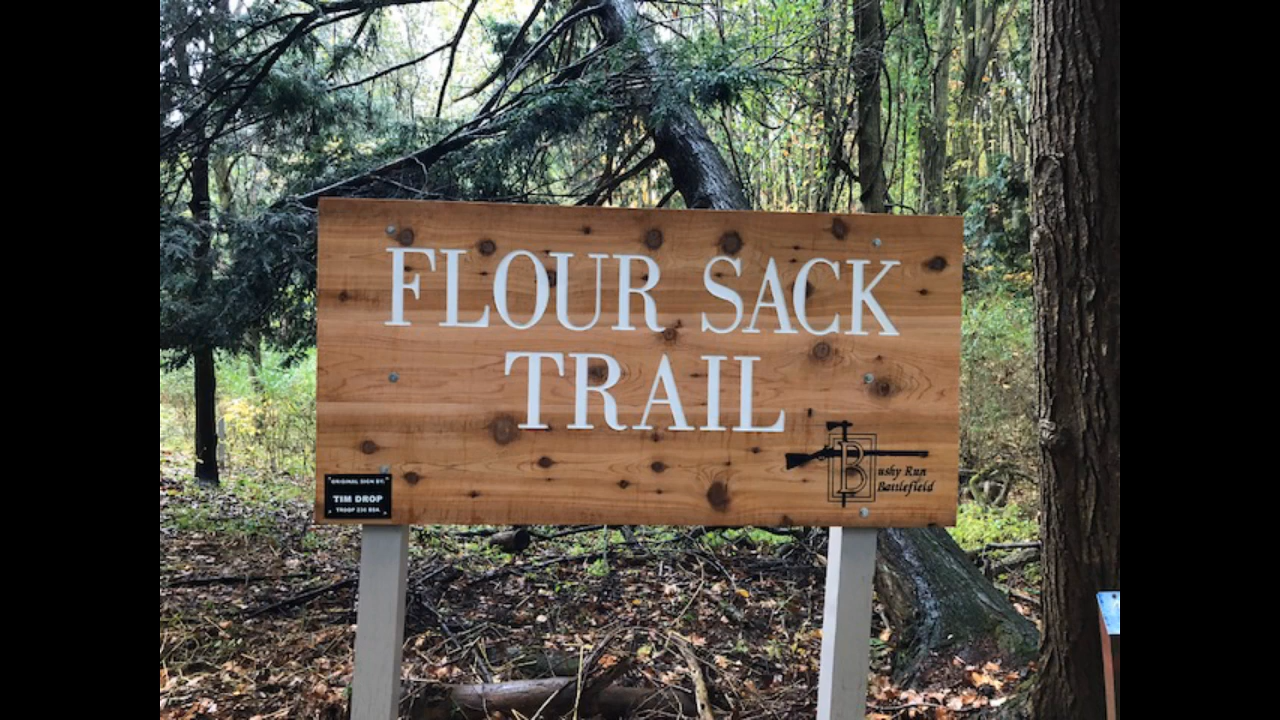 FLOUR SACK
TRAIL
Bushy Run
Battlefield
ORIGINAL SIGN BY:
TIM DROP
TROOP 236 BSA